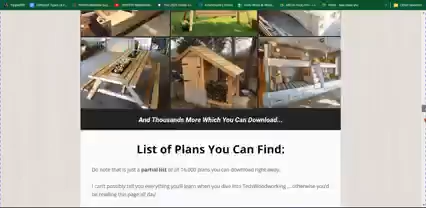 And Thousands More Which You Can Download...
List of Plans You Can Find:
Do note that is just a partial list of all 16,000 plans you can download right away.
I can't possibly tell you everything you'll learn when you dive into TedsWoodworking ... otherwise you'd
be reading this page all day!